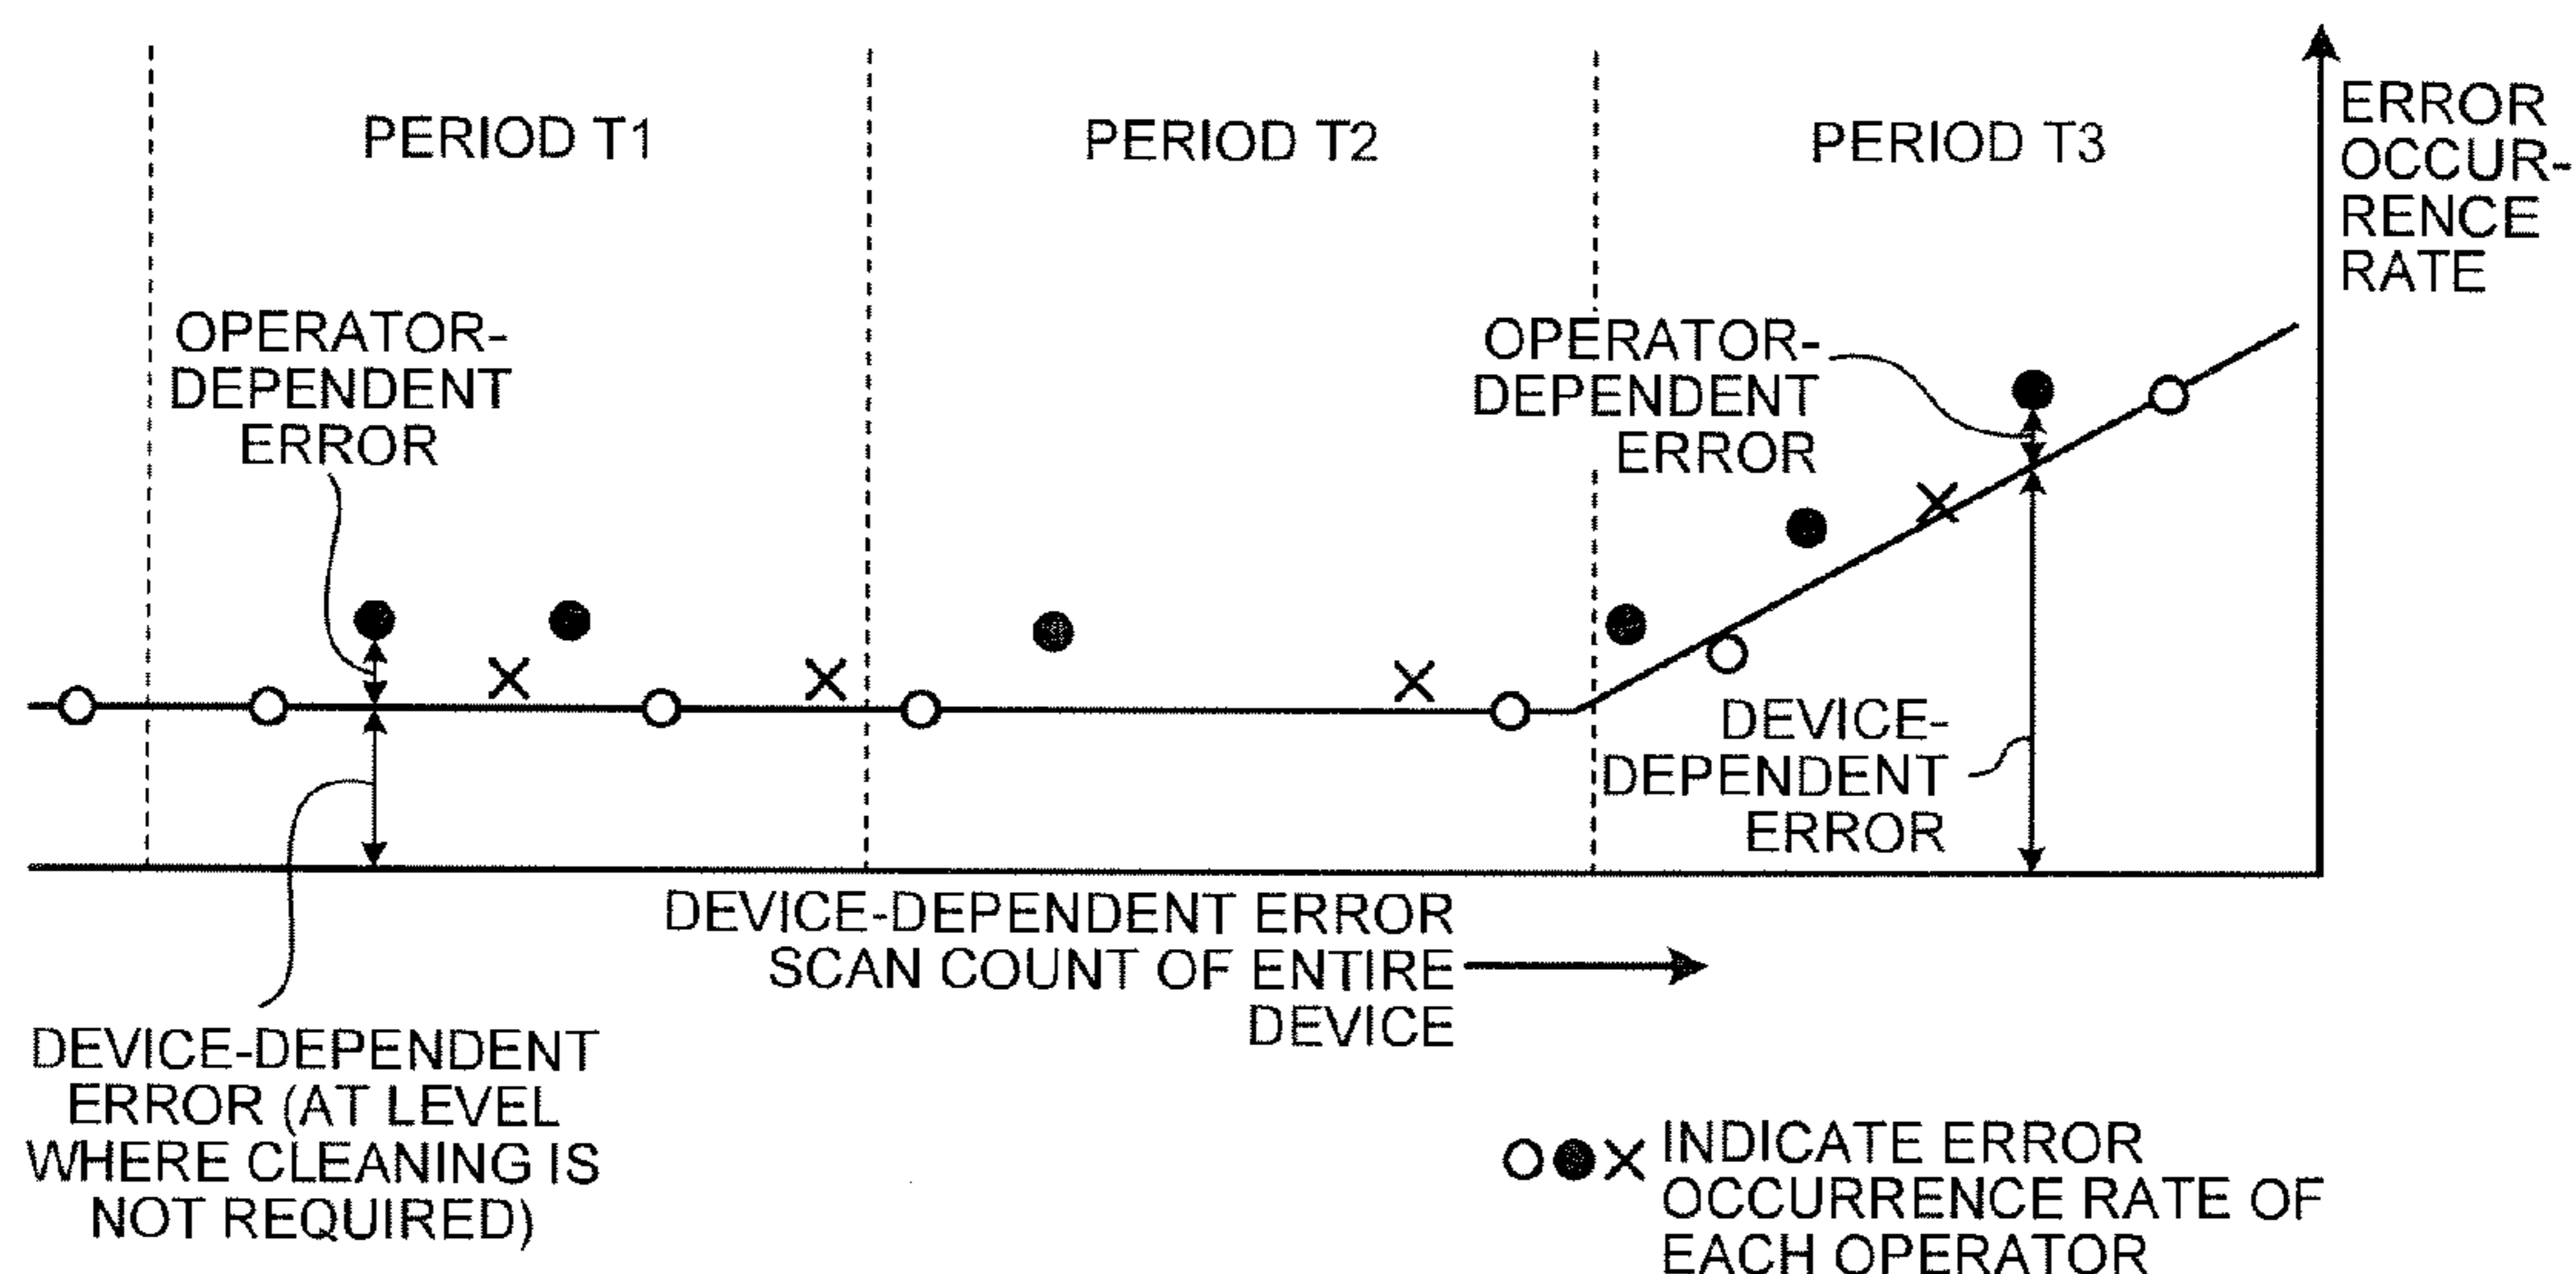 PERIOD T1
PERIOD T2
PERIOD T3
ERROR
OCCUR-
RENCE
RATE
OPERATOR-
DEPENDENT
ERROR
OPERATOR-
DEPENDENT
ERROR
DEVICE-
DEPENDENT
ERROR
DEVICE-DEPENDENT ERROR
SCAN COUNT OF ENTIRE
DEVICE
DEVICE-DEPENDENT
ERROR (AT LEVEL
WHERE CLEANING IS
NOT REQUIRED)
INDICATE ERROR
OCCURRENCE RATE OF
EACH OPERATOR